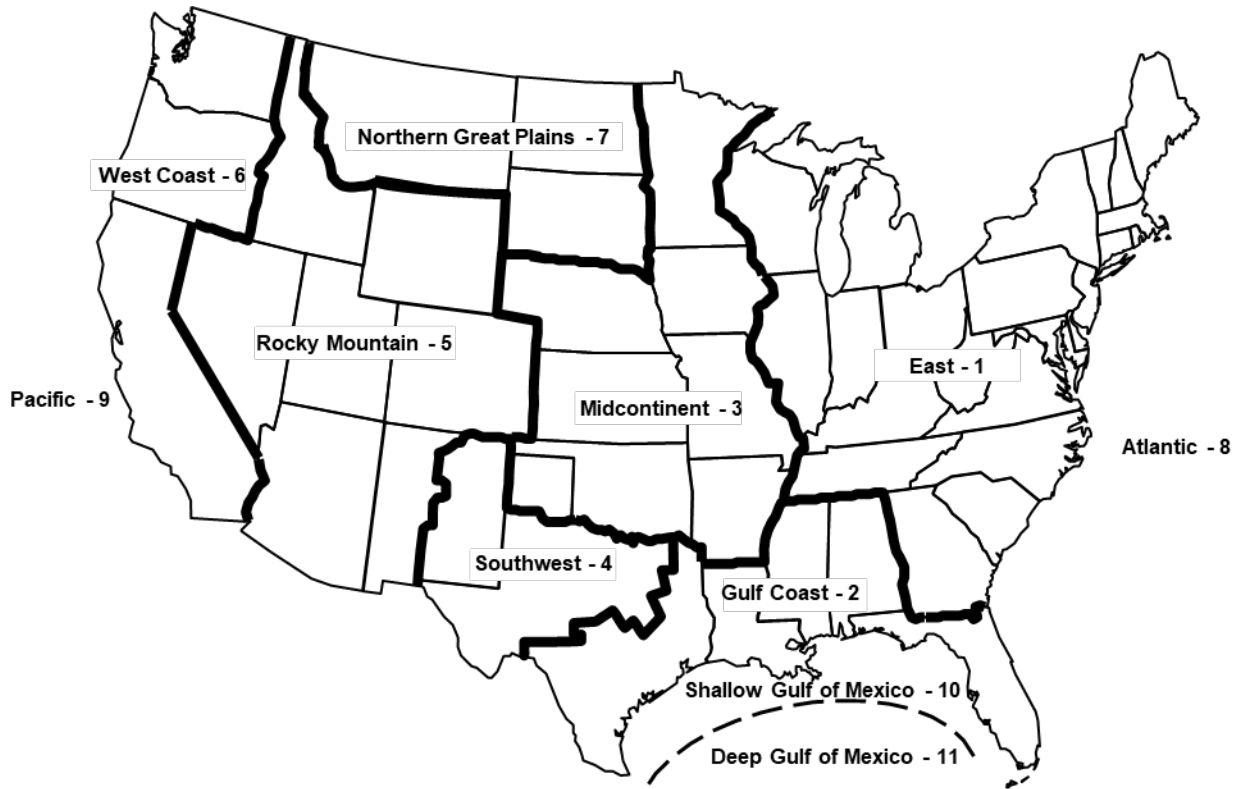 Northern Great Plains - 7
West Coast - 6
Rocky Mountain - 5
East - 1
Pacific - 9
Midcontinent - 3
Atlantic - 8
Southwest - 4
Gulf Coast - 2
Shallow Gulf of Mexico - 10
Deep Gulf of Mexico - 11